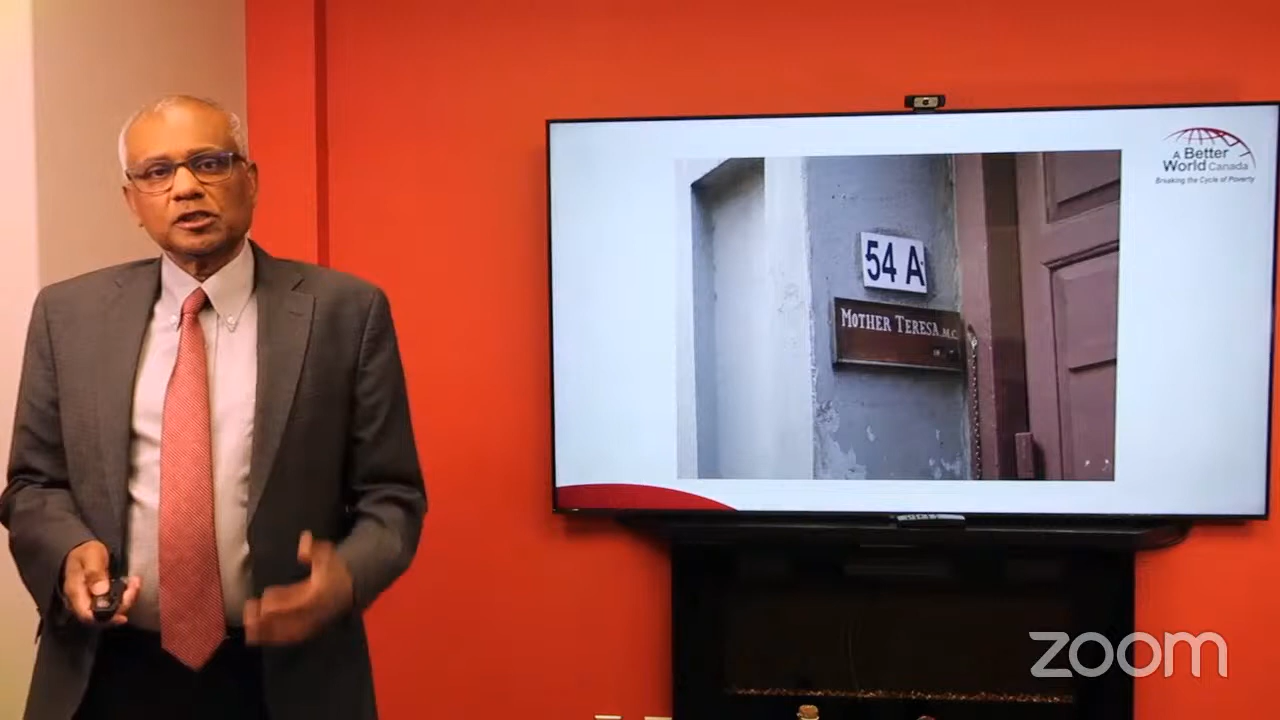 A Better
World Canada
Breaking the Cycle of Poverty
54 A
MOTHER TERESA M.C.
zoom